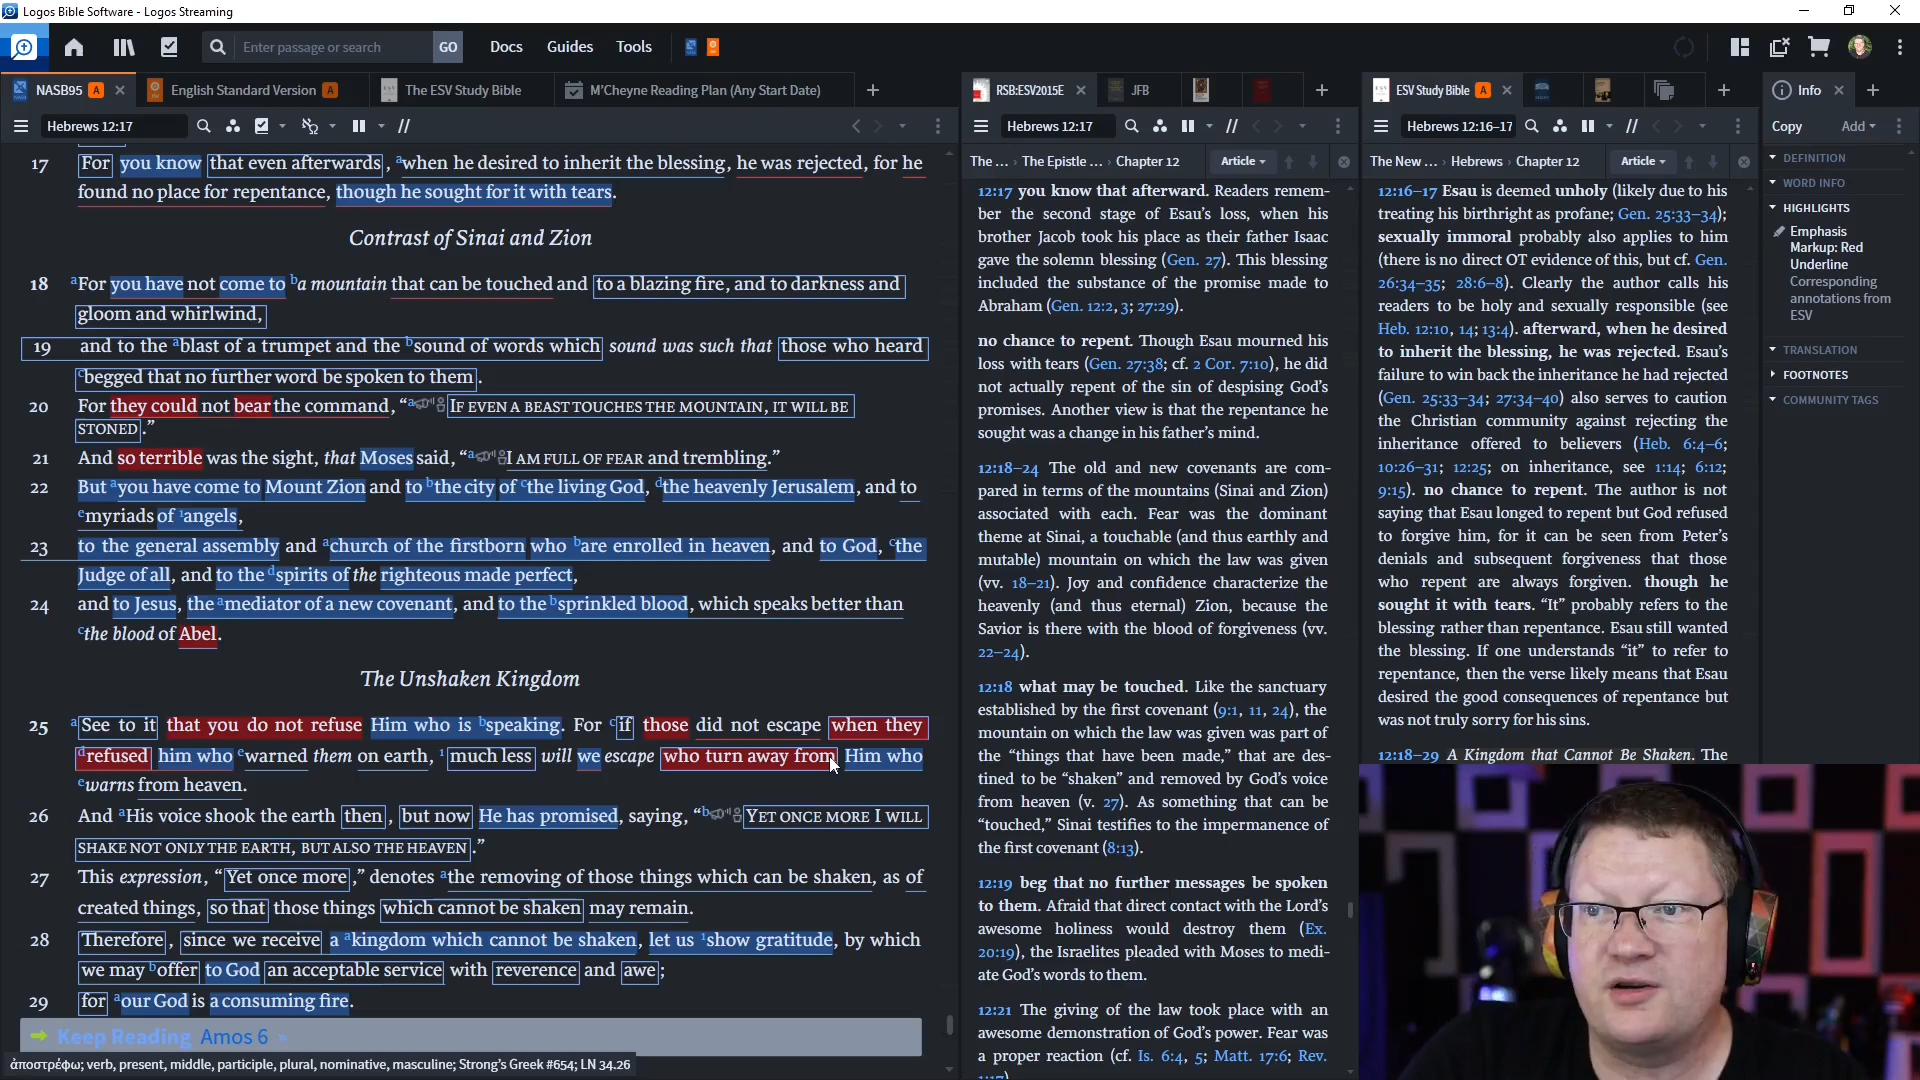 Logos Bible Software - Logos Streaming
Enter passage or search
GO
Docs
Guides
Tools
NASB95 A
English Standard Version A
The ESV Study Bible
M'Cheyne Reading Plan (Any Start Date)
Hebrews 12:17
17 For you know that even afterwards, ᵃwhen he desired to inherit the blessing, he was rejected, for he
found no place for repentance, though he sought for it with tears.
Contrast of Sinai and Zion
18 ᵃFor you have not come to ᵇa mountain that can be touched and to a blazing fire, and to darkness and
gloom and whirlwind,
19 and to the ᵃblast of a trumpet and the ᵇsound of words which sound was such that those who heard
ᶜbegged that no further word be spoken to them.
20 For they could not bear the command, “ᵃIF EVEN A BEAST TOUCHES THE MOUNTAIN, IT WILL BE
STONED.”
21 And so terrible was the sight, that Moses said, “ᵃI AM FULL OF FEAR and trembling.”
22 But ᵃyou have come to Mount Zion and to ᵇthe city of ᶜthe living God, ᵈthe heavenly Jerusalem, and to
ᵉmyriads of ¹angels,
23 to the general assembly and ᵃchurch of the firstborn who ᵇare enrolled in heaven, and to God, ᶜthe
Judge of all, and to the ᵈspirits of the righteous made perfect,
24 and to Jesus, the ᵃmediator of a new covenant, and to the ᵇsprinkled blood, which speaks better than
ᶜthe blood of Abel.
The Unshaken Kingdom
25 ᵃSee to it that you do not refuse Him who is ᵇspeaking. For ᶜif those did not escape when they
ᵈrefused him who ᵉwarned them on earth, ¹much less will we escape who turn away from Him who
ᵉwarns from heaven.
26 And ᵃHis voice shook the earth then, but now He has promised, saying, “ᵇYET ONCE MORE I WILL
SHAKE NOT ONLY THE EARTH, BUT ALSO THE HEAVEN.”
27 This expression, “Yet once more,” denotes ᵃthe removing of those things which can be shaken, as of
created things, so that those things which cannot be shaken may remain.
28 Therefore, since we receive a ᵃkingdom which cannot be shaken, let us ¹show gratitude, by which
we may ᵇoffer to God an acceptable service with reverence and awe;
29 for ᵃour God is a consuming fire.
Keep Reading Amos 6 »
ἀποστρέφω; verb, present, middle, participle, plural, nominative, masculine; Strong's Greek #654; LN 34.26
RSB:ESV2015E
JFB
Hebrews 12:17
The ... › The Epistle ... › Chapter 12
Article
12:17 you know that afterward. Readers remem-
ber the second stage of Esau's loss, when his
brother Jacob took his place as their father Isaac
gave the solemn blessing (Gen. 27). This blessing
included the substance of the promise made to
Abraham (Gen. 12:2, 3; 27:29).
no chance to repent. Though Esau mourned his
loss with tears (Gen. 27:38; cf. 2 Cor. 7:10), he did
not actually repent of the sin of despising God's
promises. Another view is that the repentance he
sought was a change in his father's mind.
12:18–24 The old and new covenants are com-
pared in terms of the mountains (Sinai and Zion)
associated with each. Fear was the dominant
theme at Sinai, a touchable (and thus earthly and
mutable) mountain on which the law was given
(vv. 18–21). Joy and confidence characterize the
heavenly (and thus eternal) Zion, because the
Savior is there with the blood of forgiveness (vv.
22–24).
12:18 what may be touched. Like the sanctuary
established by the first covenant (9:1, 11, 24), the
mountain on which the law was given was part of
the “things that have been made,” that are des-
tined to be “shaken” and removed by God's voice
from heaven (v. 27). As something that can be
“touched,” Sinai testifies to the impermanence of
the first covenant (8:13).
12:19 beg that no further messages be spoken
to them. Afraid that direct contact with the Lord's
awesome holiness would destroy them (Ex.
20:19), the Israelites pleaded with Moses to medi-
ate God's words to them.
12:21 The giving of the law took place with an
awesome demonstration of God's power. Fear was
a proper reaction (cf. Is. 6:4, 5; Matt. 17:6; Rev.
ESV Study Bible A
Hebrews 12:16–17
The New ... › Hebrews › Chapter 12
Article
12:16–17 Esau is deemed unholy (likely due to his
treating his birthright as profane; Gen. 25:33–34);
sexually immoral probably also applies to him
(there is no direct OT evidence of this, but cf. Gen.
26:34–35; 28:6–8). Clearly the author calls his
readers to be holy and sexually responsible (see
Heb. 12:10, 14; 13:4). afterward, when he desired
to inherit the blessing, he was rejected. Esau's
failure to win back the inheritance he had rejected
(Gen. 25:33–34; 27:34–40) also serves to caution
the Christian community against rejecting the
inheritance offered to believers (Heb. 6:4–6;
10:26–31; 12:25; on inheritance, see 1:14; 6:12;
9:15). no chance to repent. The author is not
saying that Esau longed to repent but God refused
to forgive him, for it can be seen from Peter's
denials and subsequent forgiveness that those
who repent are always forgiven. though he
sought it with tears. “It” probably refers to the
blessing rather than repentance. Esau still wanted
the blessing. If one understands “it” to refer to
repentance, then the verse likely means that Esau
desired the good consequences of repentance but
was not truly sorry for his sins.
12:18–29 A Kingdom that Cannot Be Shaken. The
Info
Copy
Add
DEFINITION
WORD INFO
HIGHLIGHTS
Emphasis
Markup: Red
Underline
Corresponding
annotations from
ESV
TRANSLATION
FOOTNOTES
COMMUNITY TAGS